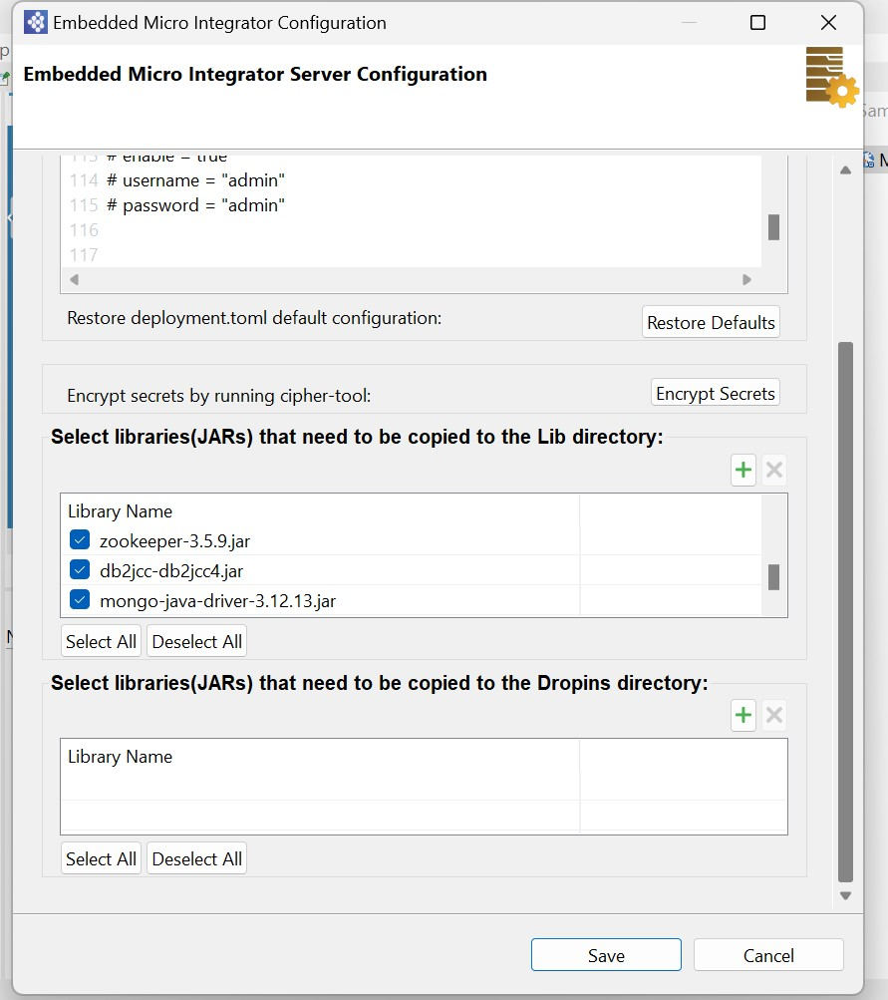 Embedded Micro Integrator Configuration
Embedded Micro Integrator Server Configuration
113 # enable = true
114 # username = "admin"
115 # password = "admin"
116
117
Restore deployment.toml default configuration:
Restore Defaults
Encrypt secrets by running cipher-tool:
Encrypt Secrets
Select libraries(JARs) that need to be copied to the Lib directory:
Library Name
zookeeper-3.5.9.jar
db2jcc-db2jcc4.jar
mongo-java-driver-3.12.13.jar
Select All Deselect All
Select libraries(JARs) that need to be copied to the Dropins directory:
Library Name
Select All Deselect All
Save Cancel